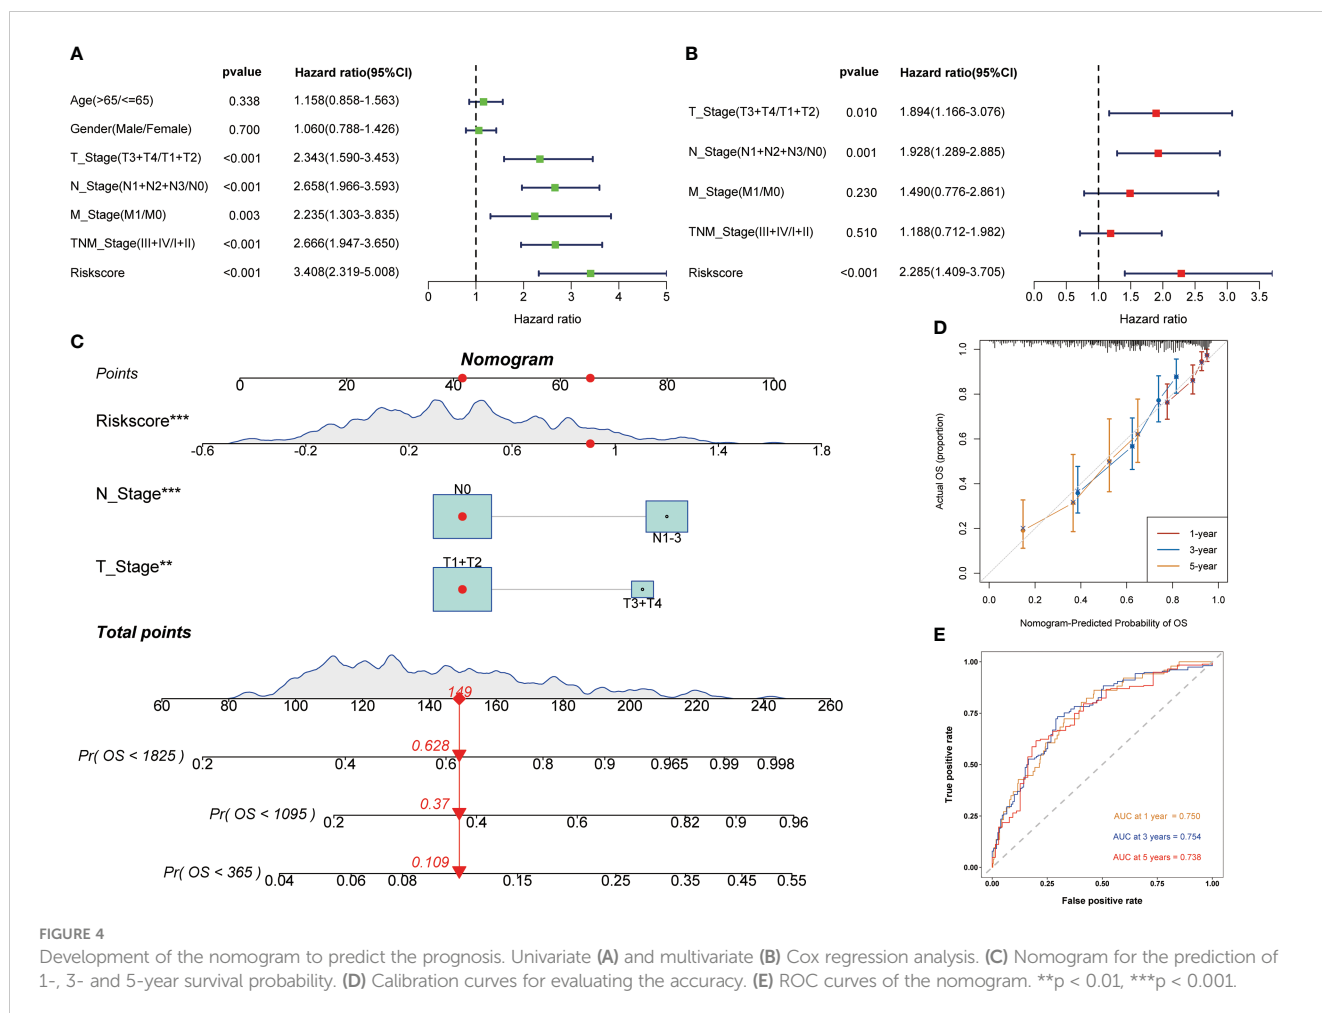 A
pvalue Hazard ratio(95%CI)
Age(>65/<=65) 0.338 1.158(0.858-1.563)
Gender(Male/Female) 0.700 1.060(0.788-1.426)
T_Stage(T3+T4/T1+T2) <0.001 2.343(1.590-3.453)
N_Stage(N1+N2+N3/N0) <0.001 2.658(1.966-3.593)
M_Stage(M1/M0) 0.003 2.235(1.303-3.835)
TNM_Stage(III+IV/I+II) <0.001 2.666(1.947-3.650)
Riskscore <0.001 3.408(2.319-5.008)
0 1 2 3 4 5
Hazard ratio
B
pvalue Hazard ratio(95%CI)
T_Stage(T3+T4/T1+T2) 0.010 1.894(1.166-3.076)
N_Stage(N1+N2+N3/N0) 0.001 1.928(1.289-2.885)
M_Stage(M1/M0) 0.230 1.490(0.776-2.861)
TNM_Stage(III+IV/I+II) 0.510 1.188(0.712-1.982)
Riskscore <0.001 2.285(1.409-3.705)
0.0 0.5 1.0 1.5 2.0 2.5 3.0 3.5
Hazard ratio
C
Nomogram
Points
0 20 40 60 80 100
Riskscore***
-0.6 -0.2 0.2 0.6 1 1.4 1.8
N_Stage***
N0
N1-3
T_Stage**
T1+T2
T3+T4
Total points
149
60 80 100 120 140 160 180 200 220 240 260
0.628
Pr( OS < 1825 )
0.2 0.4 0.6 0.8 0.9 0.965 0.99 0.998
0.37
Pr( OS < 1095 )
0.2 0.4 0.6 0.82 0.9 0.96
0.109
Pr( OS < 365 )
0.04 0.06 0.08 0.15 0.25 0.35 0.45 0.55
D
Actual OS (proportion)
1.0
0.8
0.6
0.4
0.2
0.0
1-year
3-year
5-year
0.0 0.2 0.4 0.6 0.8 1.0
Nomogram-Predicted Probability of OS
E
True positive rate
1.00
0.75
0.50
0.25
0.00
AUC at 1 year = 0.750
AUC at 3 years = 0.754
AUC at 5 years = 0.738
0.00 0.25 0.50 0.75 1.00
False positive rate
FIGURE 4
Development of the nomogram to predict the prognosis. Univariate (A) and multivariate (B) Cox regression analysis. (C) Nomogram for the prediction of
1-, 3- and 5-year survival probability. (D) Calibration curves for evaluating the accuracy. (E) ROC curves of the nomogram. **p < 0.01, ***p < 0.001.